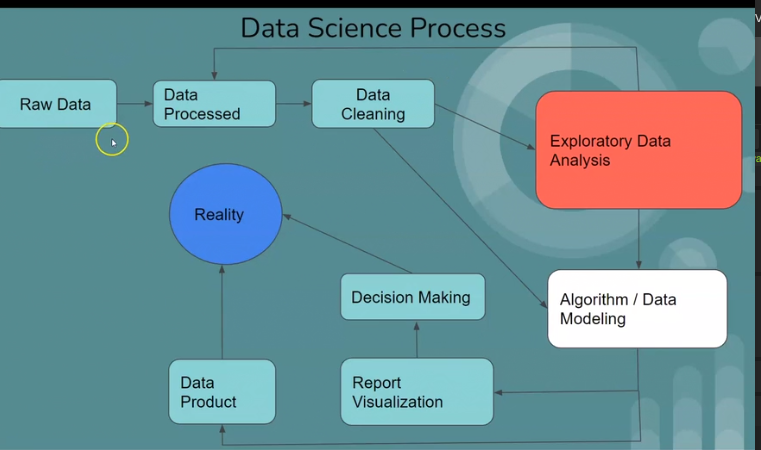 Data Science Process
Raw Data
Data
Processed
Data
Cleaning
Exploratory Data
Analysis
Reality
Decision Making
Algorithm / Data
Modeling
Data
Product
Report
Visualization